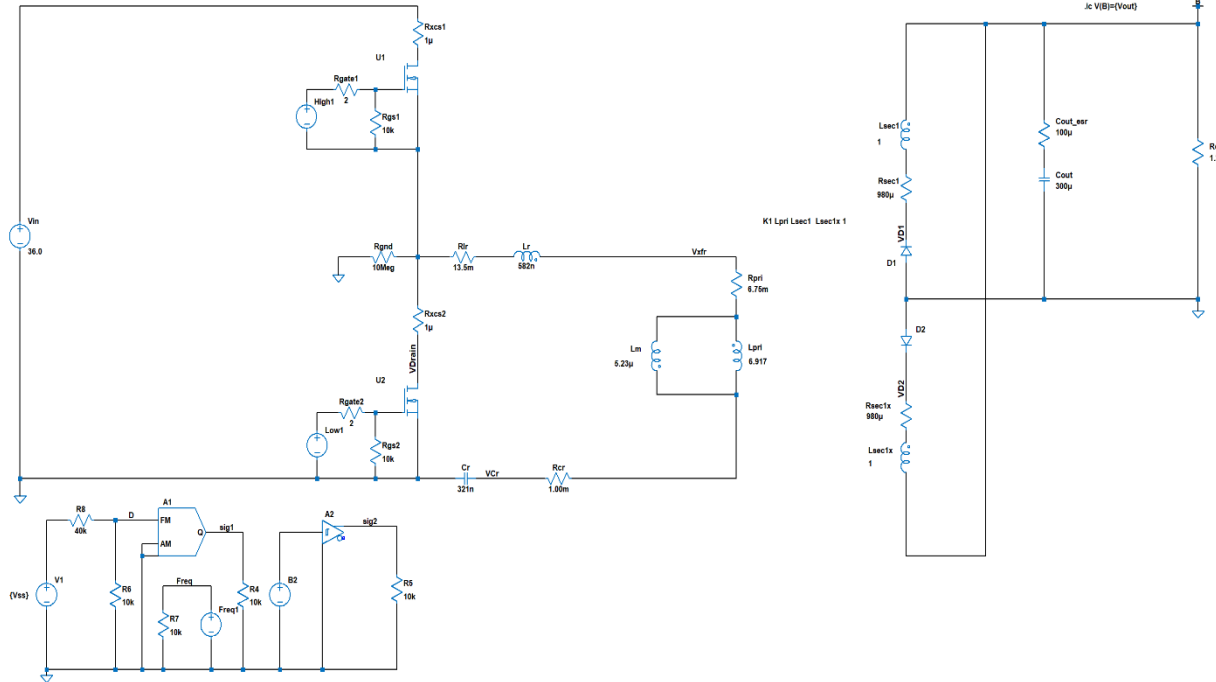 .ic V(B)={Vout}
B
Rxcs1
1µ
U1
Rgate1
2
High1
Rgs1
10k
Lsec1
1
Cout_esr
100µ
Rsec1
980µ
Cout
300µ
Vin
36.0
K1 Lpri Lsec1 Lsec1x 1
Rgnd
10Meg
Rlr
13.5m
Lr
582n
Vxfr
VD1
D1
Rpri
6.75m
Rxcs2
1µ
D2
Lm
5.23µ
Lpri
6.917
VDrain
U2
VD2
Rgate2
2
Low1
Rgs2
10k
Rsec1x
980µ
Lsec1x
1
Cr
321n
VCr
Rcr
1.00m
R8
40k
D
A1
FM
AM
Q
sig1
A2
sig2
{Vss}
V1
R6
10k
Freq
R7
10k
Freq1
R4
10k
B2
R5
10k